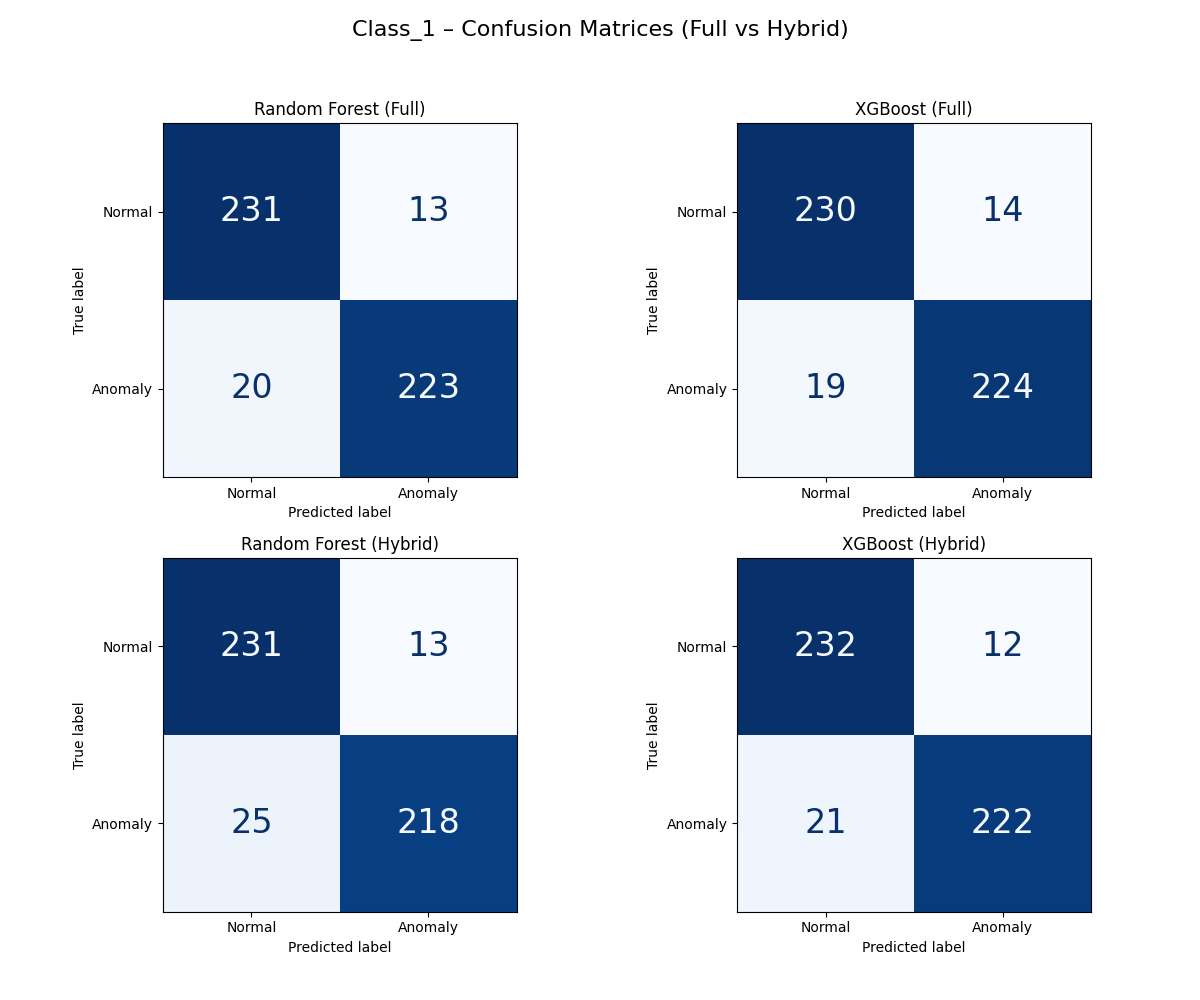 Class_1 – Confusion Matrices (Full vs Hybrid)
Random Forest (Full)
True label
Normal
231
13
Anomaly
20
223
Normal
Anomaly
Predicted label
XGBoost (Full)
True label
Normal
230
14
Anomaly
19
224
Normal
Anomaly
Predicted label
Random Forest (Hybrid)
True label
Normal
231
13
Anomaly
25
218
Normal
Anomaly
Predicted label
XGBoost (Hybrid)
True label
Normal
232
12
Anomaly
21
222
Normal
Anomaly
Predicted label